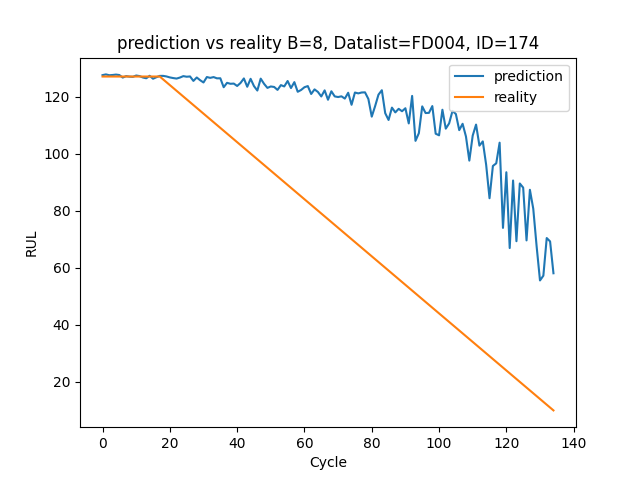 prediction vs reality B=8, Datalist=FD004, ID=174
prediction
reality
120
100
80
60
40
20
RUL
0 20 40 60 80 100 120 140
Cycle